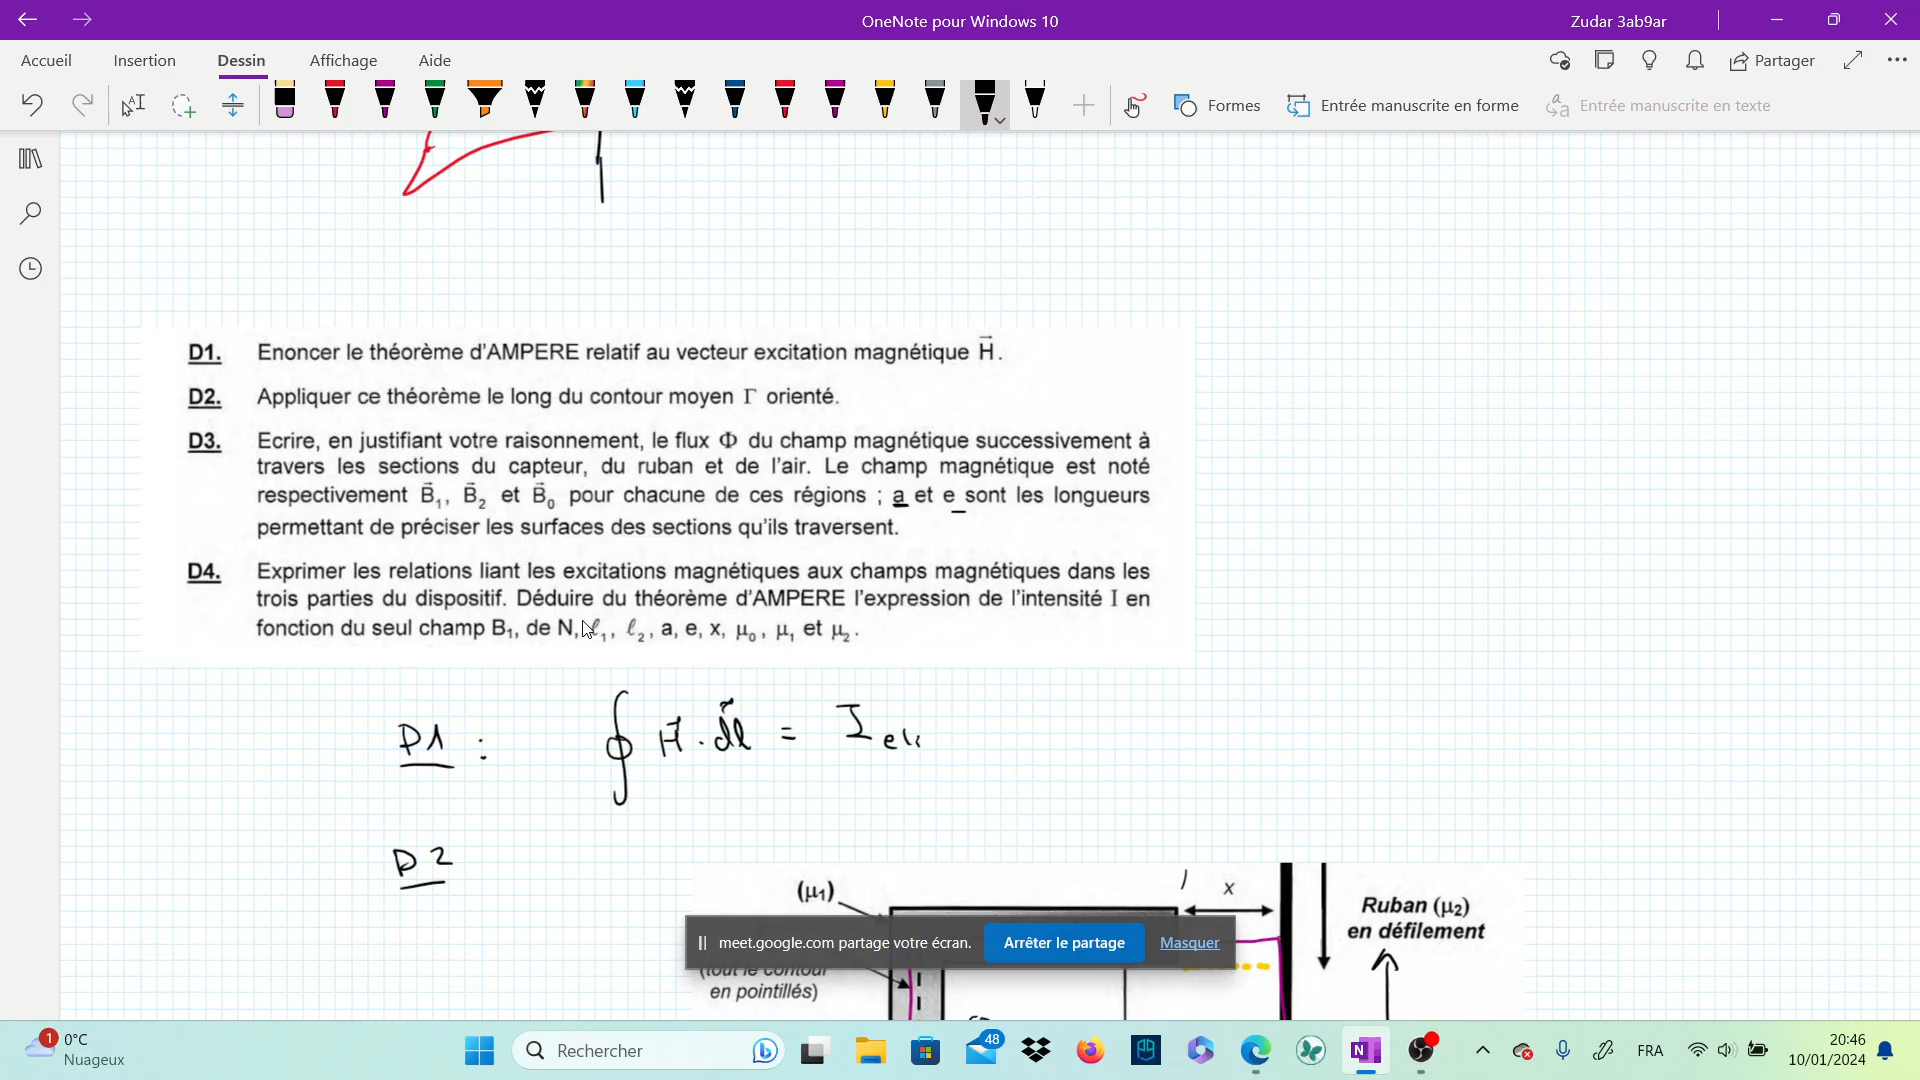 OneNote pour Windows 10
Zudar 3ab9ar
Accueil
Insertion
Dessin
Affichage
Aide
Partager
Formes
Entrée manuscrite en forme
Entrée manuscrite en texte
D1. Enoncer le théorème d'AMPERE relatif au vecteur excitation magnétique H⃗.
D2. Appliquer ce théorème le long du contour moyen Γ orienté.
D3. Ecrire, en justifiant votre raisonnement, le flux Φ du champ magnétique successivement à
travers les sections du capteur, du ruban et de l'air. Le champ magnétique est noté
respectivement B⃗₁, B⃗₂ et B⃗₀ pour chacune de ces régions ; a et e sont les longueurs
permettant de préciser les surfaces des sections qu'ils traversent.
D4. Exprimer les relations liant les excitations magnétiques aux champs magnétiques dans les
trois parties du dispositif. Déduire du théorème d'AMPERE l'expression de l'intensité I en
fonction du seul champ B₁, de N, ℓ₁, ℓ₂, a, e, x, μ₀, μ₁ et μ₂.
D1 : ∮ H⃗ . dl⃗ = I
D2
(μ₁)
x
Ruban (μ₂)
en défilement
meet.google.com partage votre écran.
Arrêter le partage
Masquer
(tout le contour
en pointillés)
1
0°C
Nuageux
Rechercher
48
FRA
20:46
10/01/2024